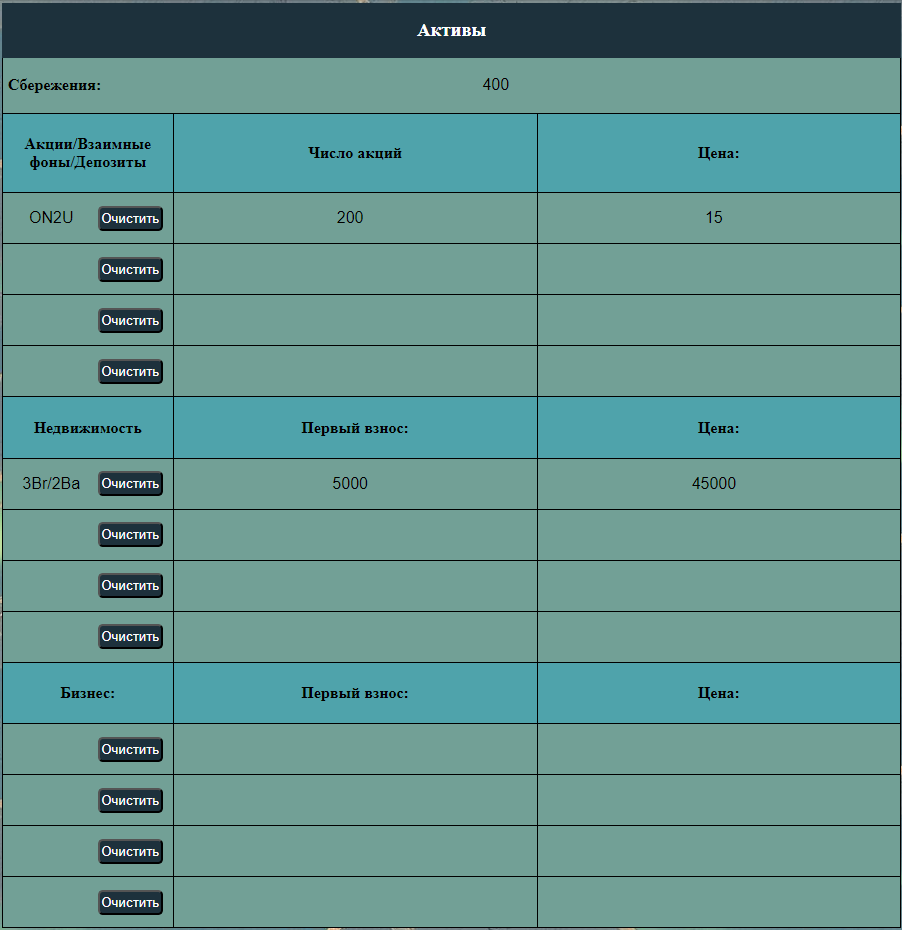 Активы
Сбережения: 400
Акции/Взаимные
фоны/Депозиты
Число акций
Цена:
ON2U Очистить 200 15
Очистить
Очистить
Очистить
Недвижимость Первый взнос: Цена:
3Br/2Ba Очистить 5000 45000
Очистить
Очистить
Очистить
Бизнес: Первый взнос: Цена:
Очистить
Очистить
Очистить
Очистить